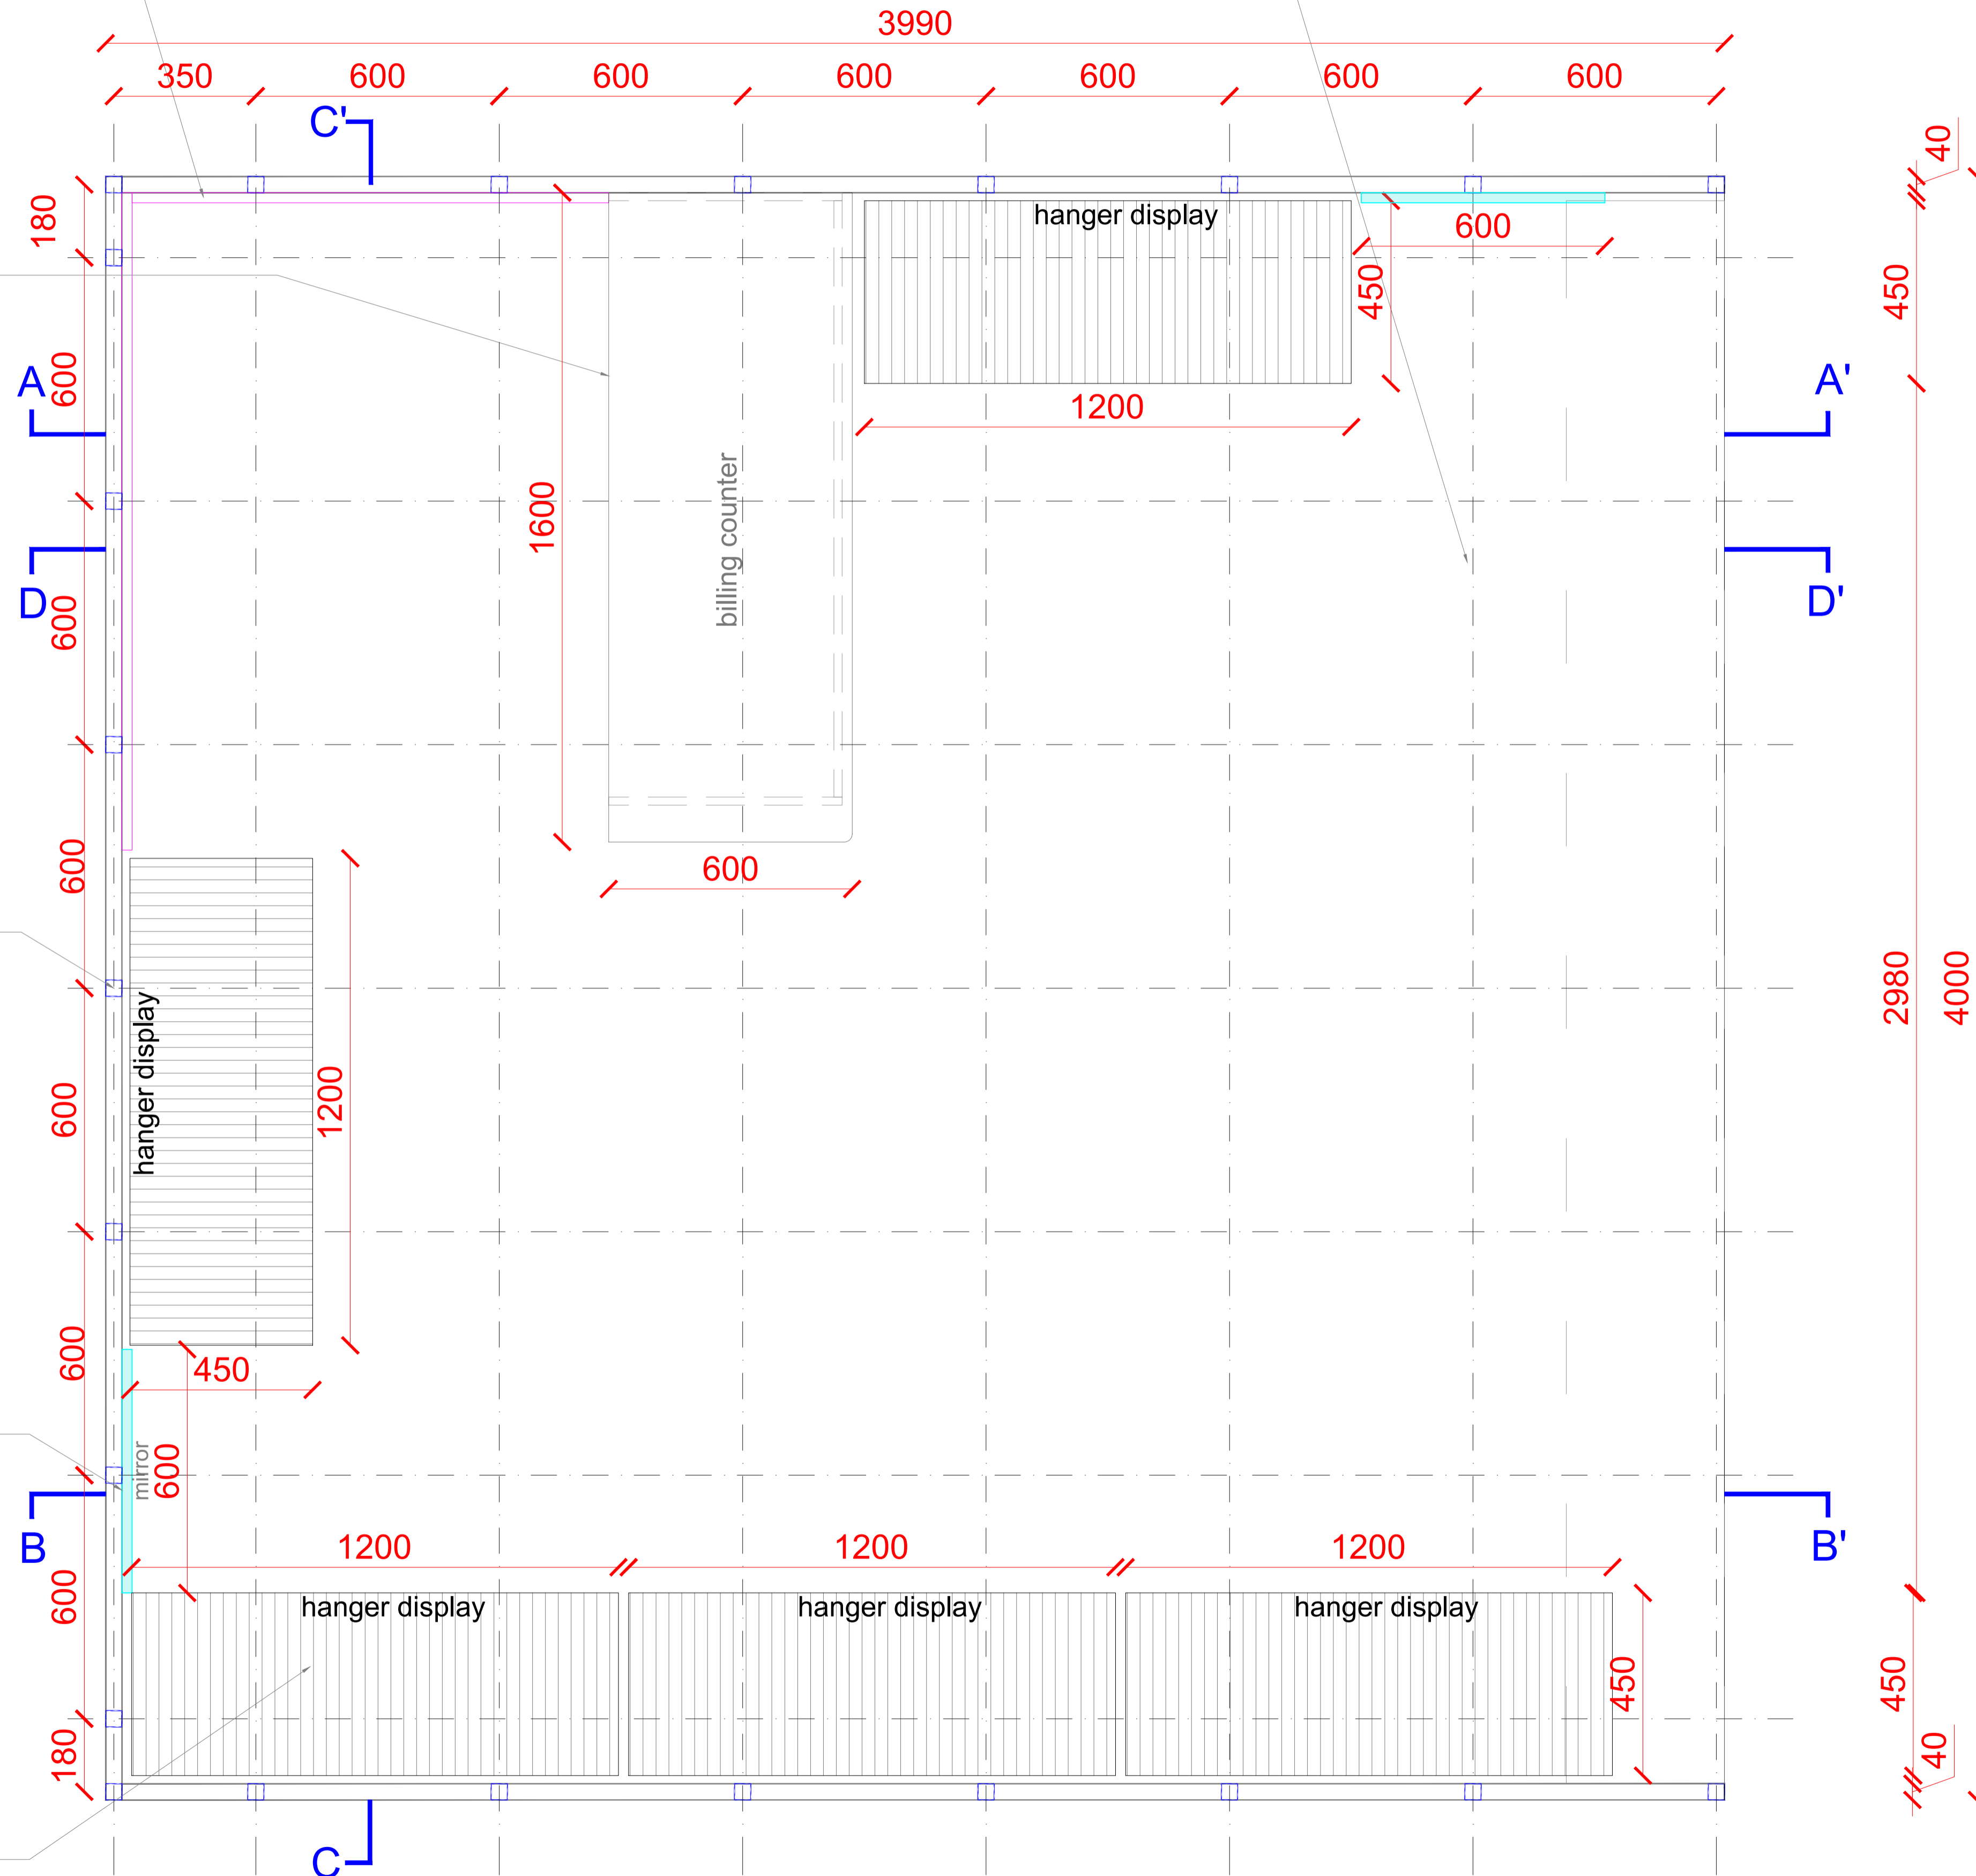 3990
350 600 600 600 600 600 600
C'
40
180
hanger display
600
450
450
600
A
A'
1200
billing counter
1600
D
600
D'
600
600
hanger display
1200
2980
4000
600
600
450
mirror
600
B
B'
1200 1200 1200
600
hanger display hanger display hanger display
450
450
180
40
C